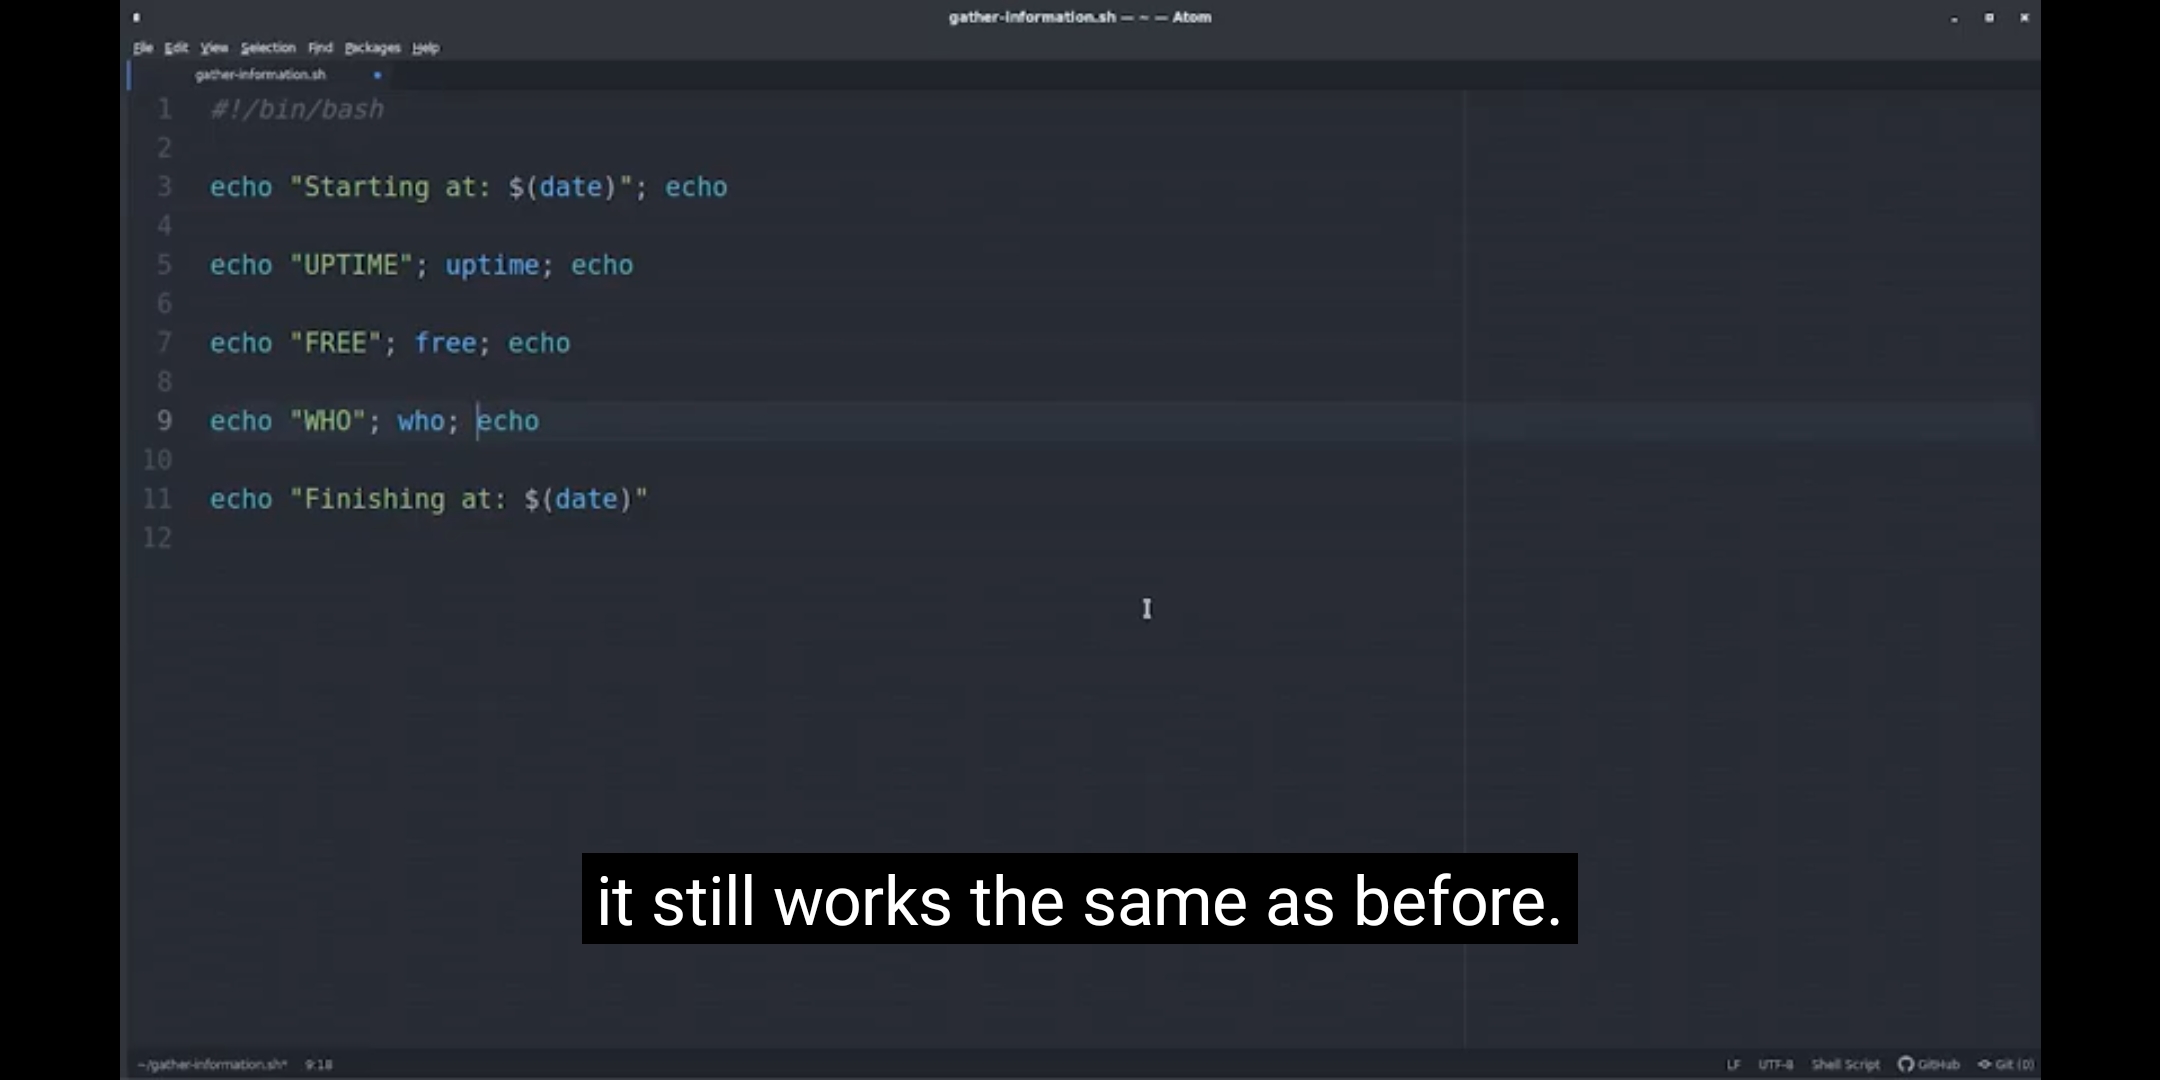 gather-information.sh — ~ — Atom
File Edit View Selection Find Packages Help
gather-information.sh
1 #!/bin/bash
2
3 echo "Starting at: $(date)"; echo
4
5 echo "UPTIME"; uptime; echo
6
7 echo "FREE"; free; echo
8
9 echo "WHO"; who; echo
10
11 echo "Finishing at: $(date)"
12
it still works the same as before.
~/gather-information.sh* 9:18 LF UTF-8 Shell Script GitHub Git (0)